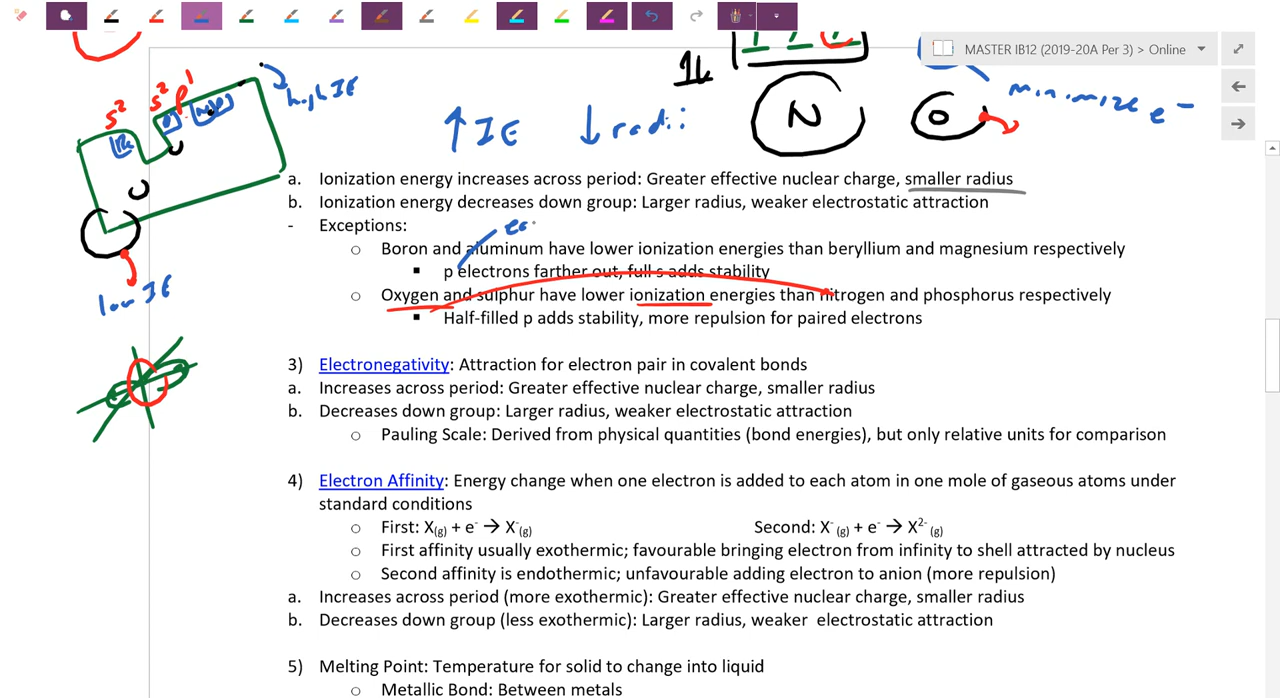 MASTER IB12 (2019-20A Per 3) > Online
minimize e-
high IE
s² s² p¹
Be B N O
↑ IE ↓ radii
N O
a. Ionization energy increases across period: Greater effective nuclear charge, smaller radius
b. Ionization energy decreases down group: Larger radius, weaker electrostatic attraction
- Exceptions:
○ Boron and aluminum have lower ionization energies than beryllium and magnesium respectively
▪ p electrons farther out, full s adds stability
low IE
○ Oxygen and sulphur have lower ionization energies than nitrogen and phosphorus respectively
▪ Half-filled p adds stability, more repulsion for paired electrons
3) Electronegativity: Attraction for electron pair in covalent bonds
a. Increases across period: Greater effective nuclear charge, smaller radius
b. Decreases down group: Larger radius, weaker electrostatic attraction
○ Pauling Scale: Derived from physical quantities (bond energies), but only relative units for comparison
4) Electron Affinity: Energy change when one electron is added to each atom in one mole of gaseous atoms under
standard conditions
○ First: X(g) + e⁻ → X⁻(g) Second: X⁻(g) + e⁻ → X²⁻(g)
○ First affinity usually exothermic; favourable bringing electron from infinity to shell attracted by nucleus
○ Second affinity is endothermic; unfavourable adding electron to anion (more repulsion)
a. Increases across period (more exothermic): Greater effective nuclear charge, smaller radius
b. Decreases down group (less exothermic): Larger radius, weaker electrostatic attraction
5) Melting Point: Temperature for solid to change into liquid
○ Metallic Bond: Between metals